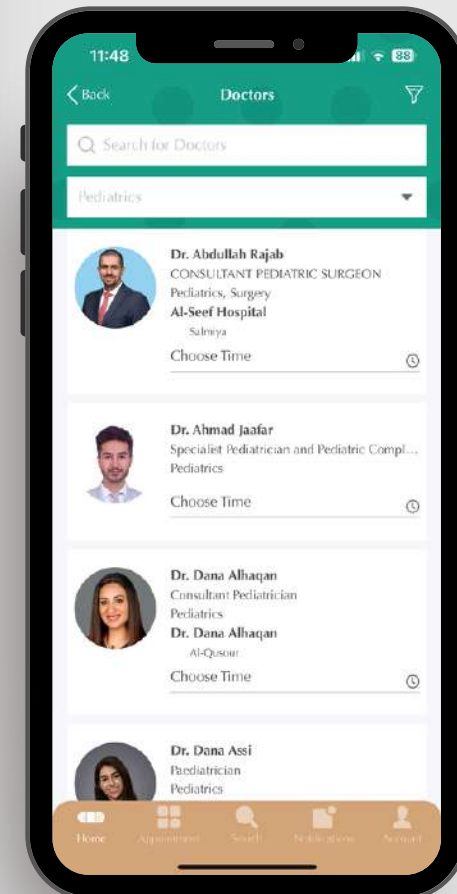 11:48
88
Back
Doctors
Search for Doctors
Pediatrics
Dr. Abdullah Rajab
CONSULTANT PEDIATRIC SURGEON
Pediatrics, Surgery
Al-Seef Hospital
Salmiya
Choose Time
Dr. Ahmad Jaafar
Specialist Pediatrician and Pediatric Compl...
Pediatrics
Choose Time
Dr. Dana Alhaqan
Consultant Pediatrician
Pediatrics
Dr. Dana Alhaqan
Al-Qusour
Choose Time
Dr. Dana Assi
Paediatrician
Pediatrics
Home
Search
Notifications
Account